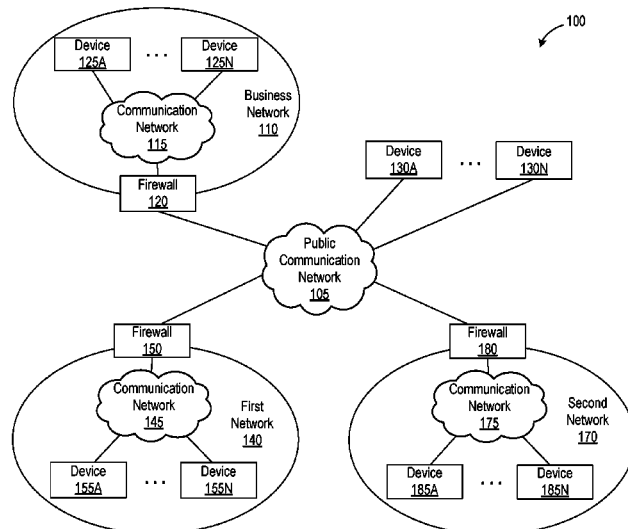 100
Device
125A
...
Device
125N
Business
Network
110
Communication
Network
115
Firewall
120
Device
130A
...
Device
130N
Public
Communication
Network
105
Firewall
150
Communication
Network
145
First
Network
140
Device
155A
...
Device
155N
Firewall
180
Communication
Network
175
Second
Network
170
Device
185A
...
Device
185N